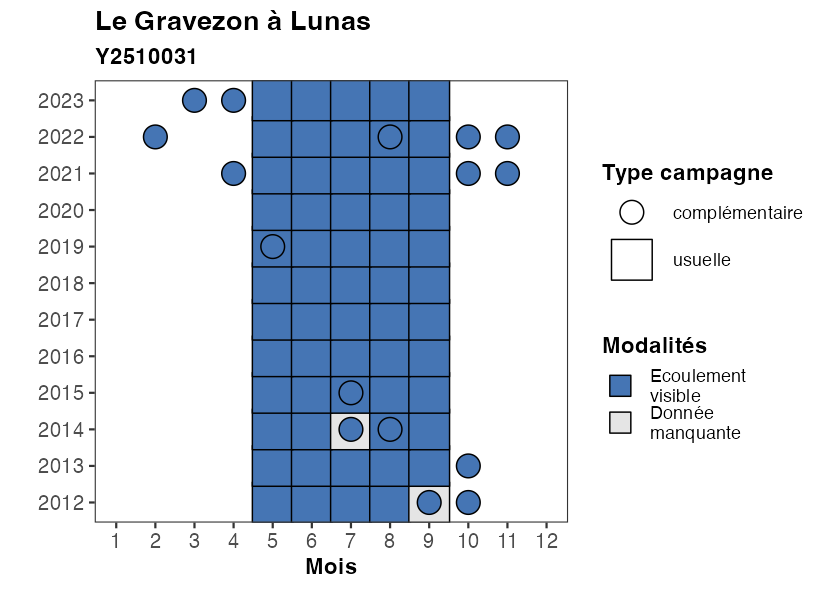 Le Gravezon à Lunas
Y2510031
2023
2022
2021
2020
2019
2018
2017
2016
2015
2014
2013
2012
1 2 3 4 5 6 7 8 9 10 11 12
Mois
Type campagne
complémentaire
usuelle
Modalités
Ecoulement
visible
Donnée
manquante